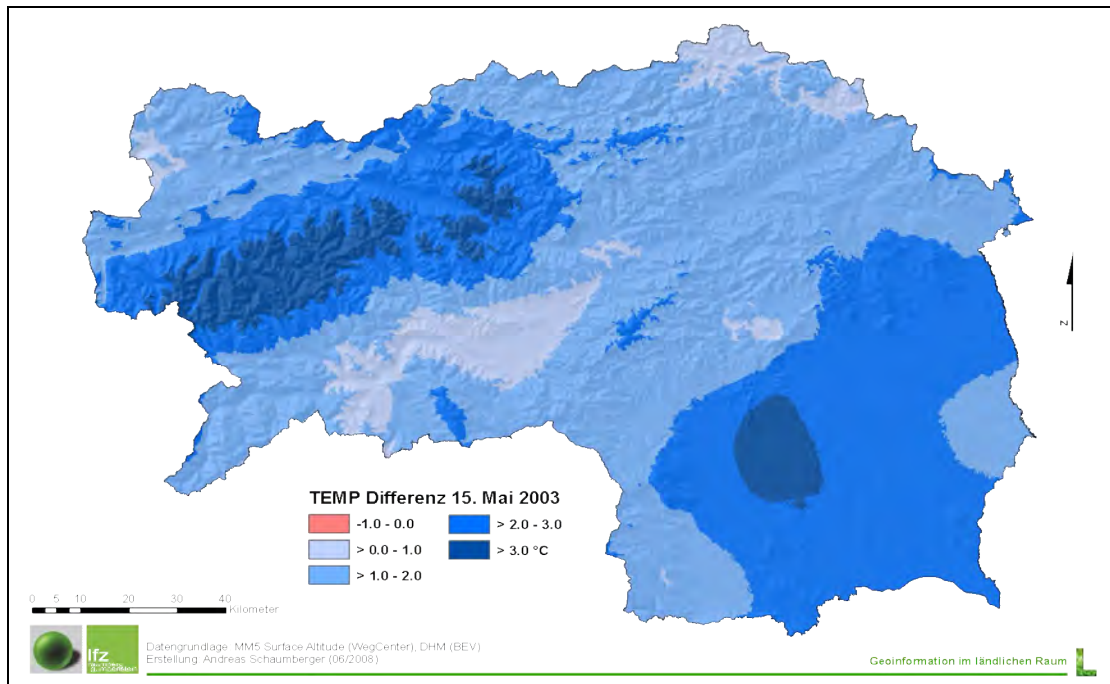 TEMP Differenz 15. Mai 2003
-1.0 - 0.0
> 0.0 - 1.0
> 1.0 - 2.0
> 2.0 - 3.0
> 3.0 °C
z
0 5 10 20 30 40
Kilometer
lfz
Datengrundlage: MM5 Surface Altitude (WegCenter), DHM (BEV)
Erstellung: Andreas Schaumberger (06/2008)
Geoinformation im ländlichen Raum